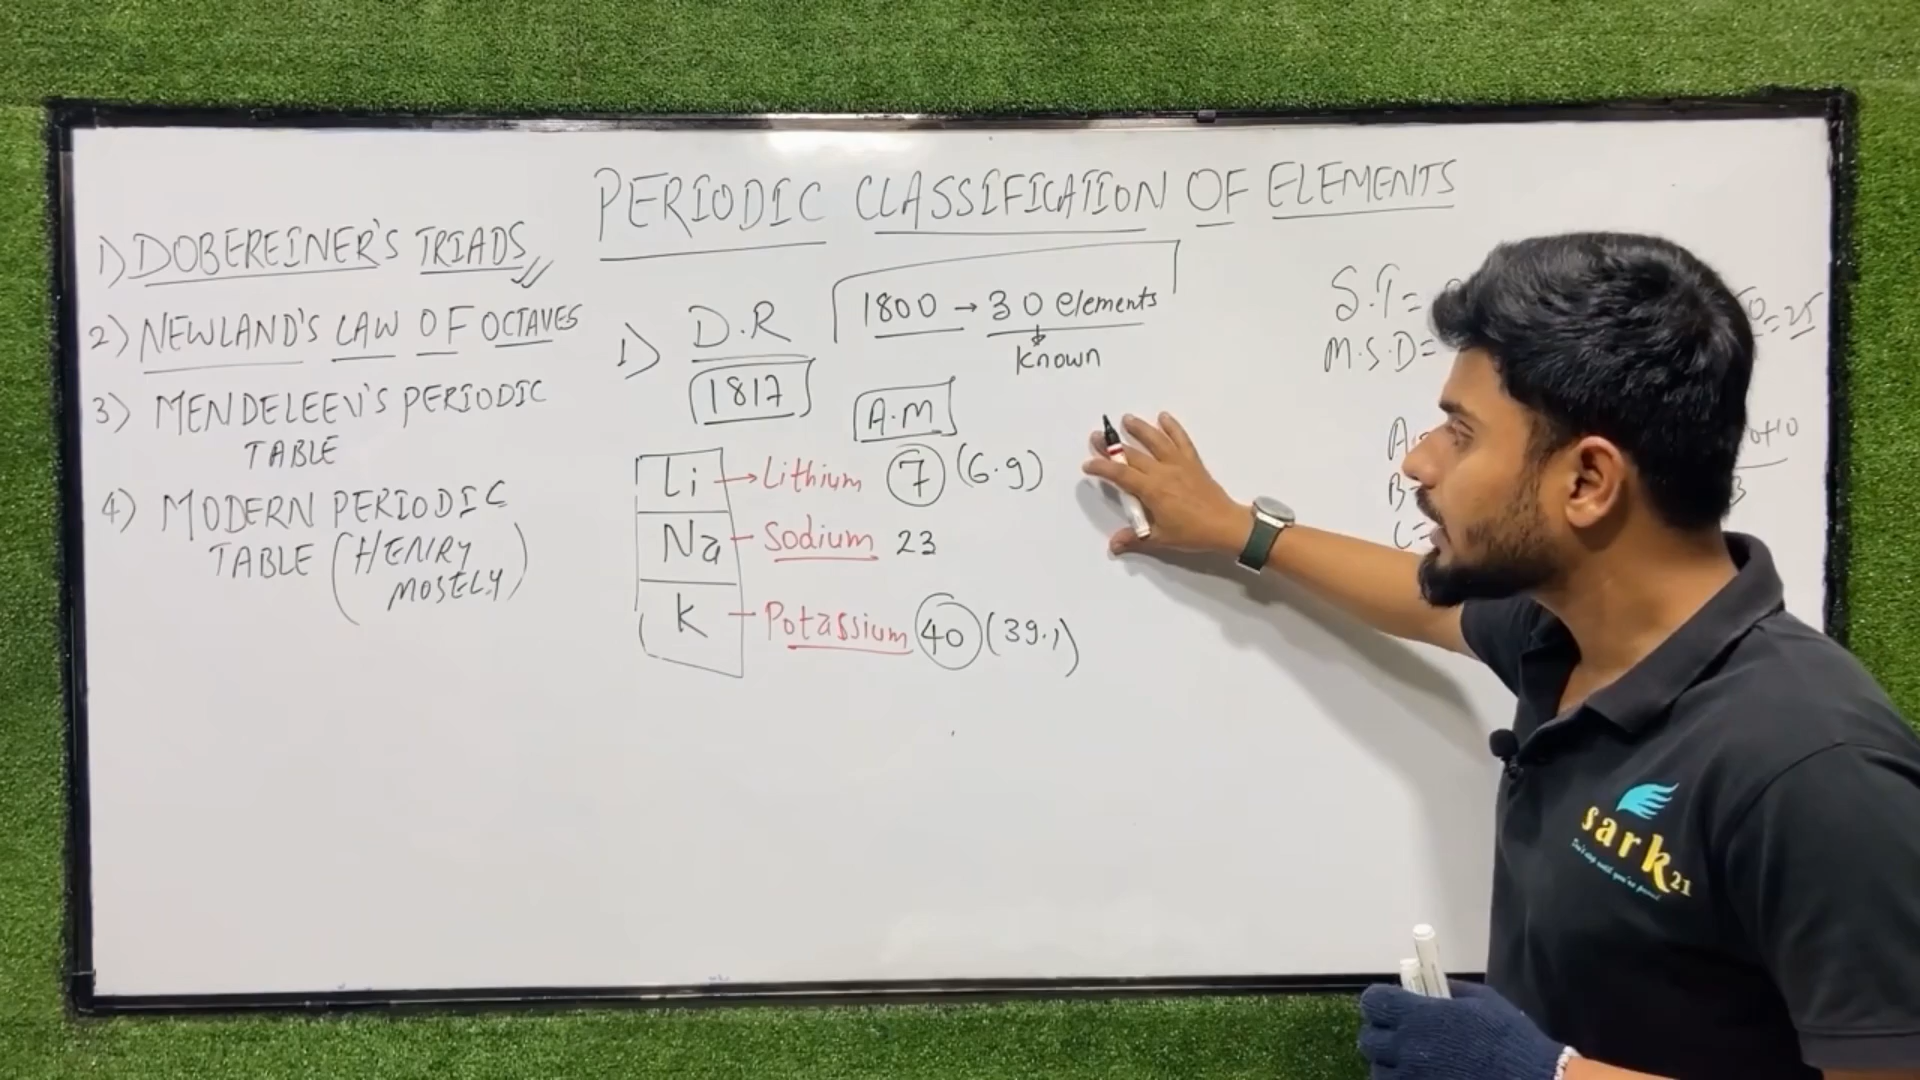 PERIODIC CLASSIFICATION OF ELEMENTS
1) DOBEREINER'S TRIADS
2) NEWLAND'S LAW OF OCTAVES
3) MENDELEEV'S PERIODIC
TABLE
4) MODERN PERIODIC
TABLE (HENRY
MOSELY)
1) D.R
1817
1800 → 30 elements
known
A.M
Li → Lithium 7 (6.9)
Na - Sodium 23
K - Potassium 40 (39.1)
S.T =
M.S.D =
=25
B=
C=
sark
21